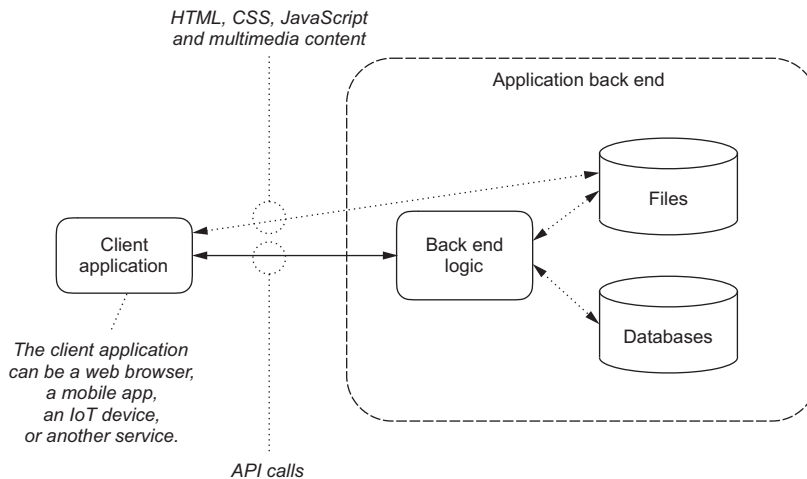 HTML, CSS, JavaScript
and multimedia content
Application back end
Files
Client
application
Back end
logic
Databases
The client application
can be a web browser,
a mobile app,
an IoT device,
or another service.
API calls